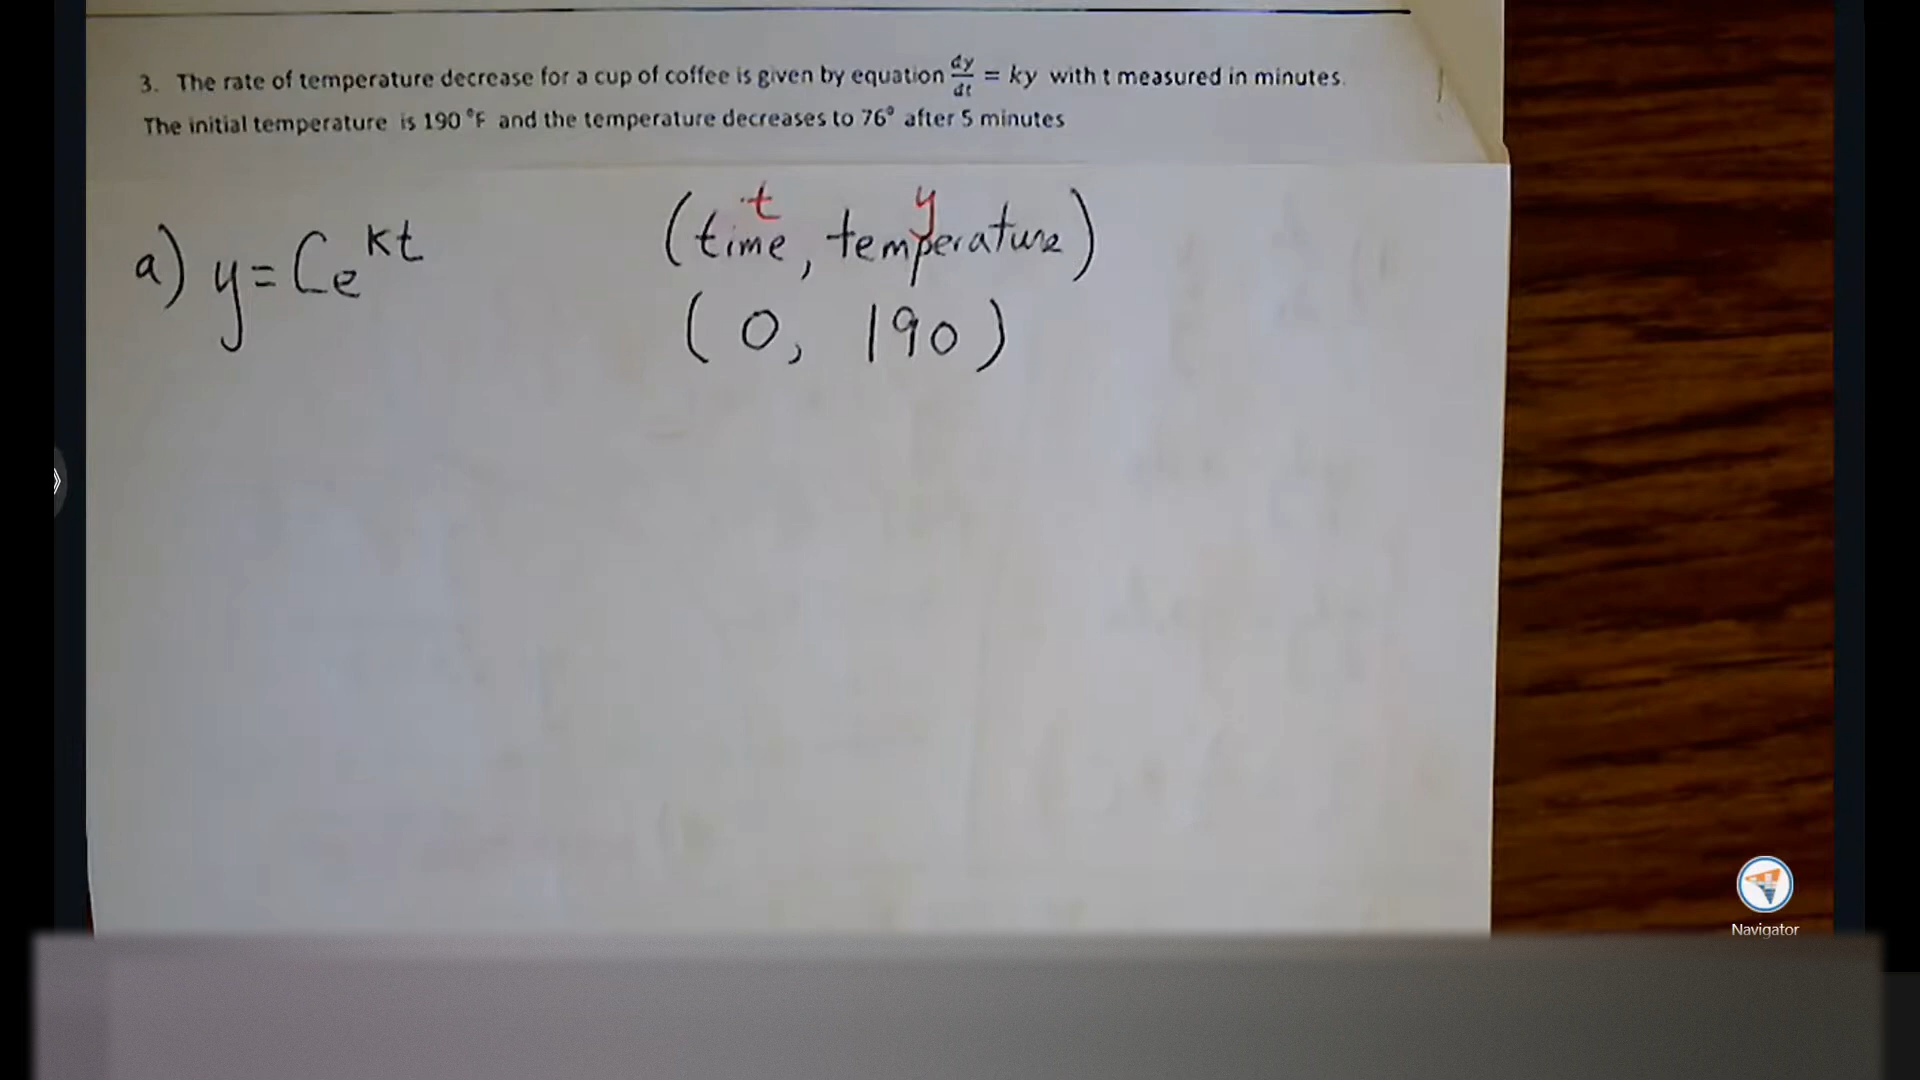 3. The rate of temperature decrease for a cup of coffee is given by equation dy/dt = ky with t measured in minutes.
The initial temperature is 190 °F and the temperature decreases to 76° after 5 minutes
t y
a) y = Ce^kt (time, temperature)
(0, 190)
Navigator